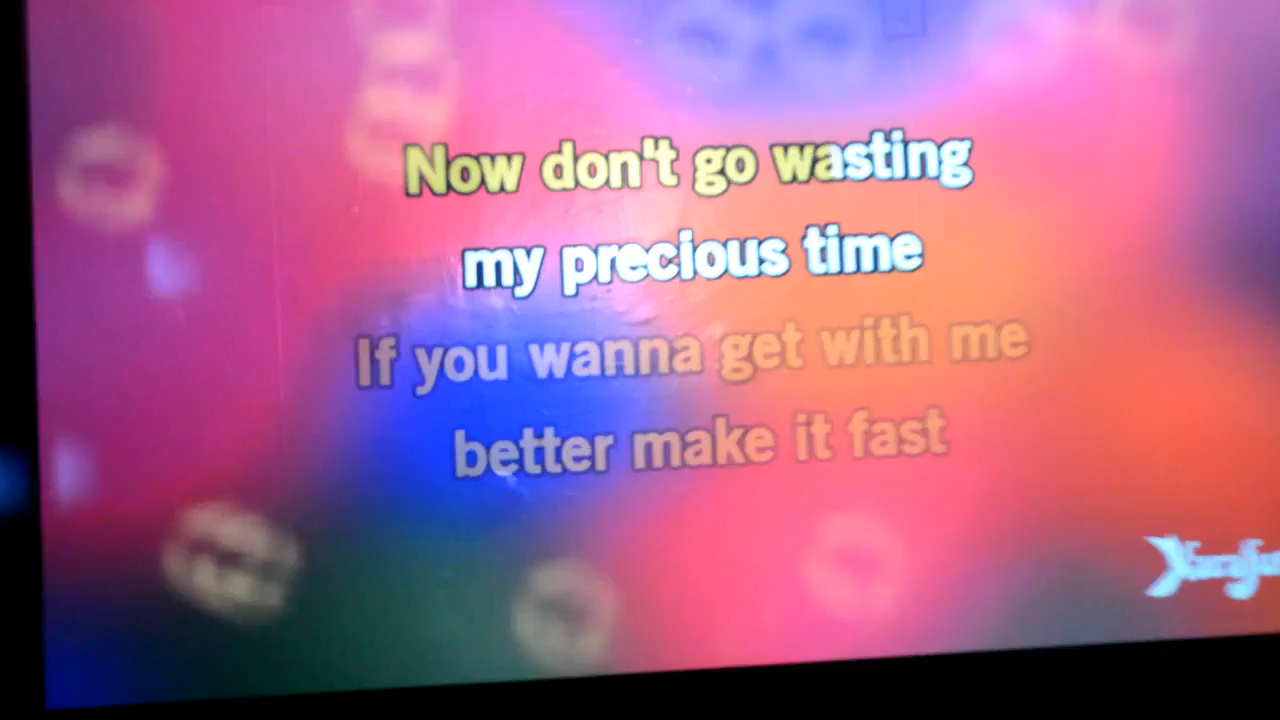 Now don't go wasting
my precious time
If you wanna get with me
better make it fast